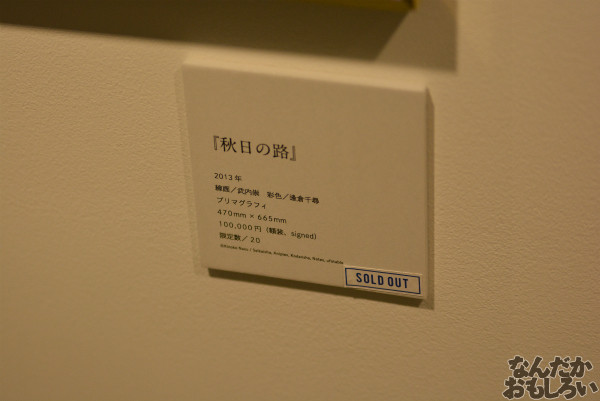 『秋日の路』
2013年
線画／武内崇 彩色／逢倉千尋
プリマグラフィ
470mm × 665mm
100,000円（額装、signed）
限定数／20
SOLD OUT
なんだか
おもしろい